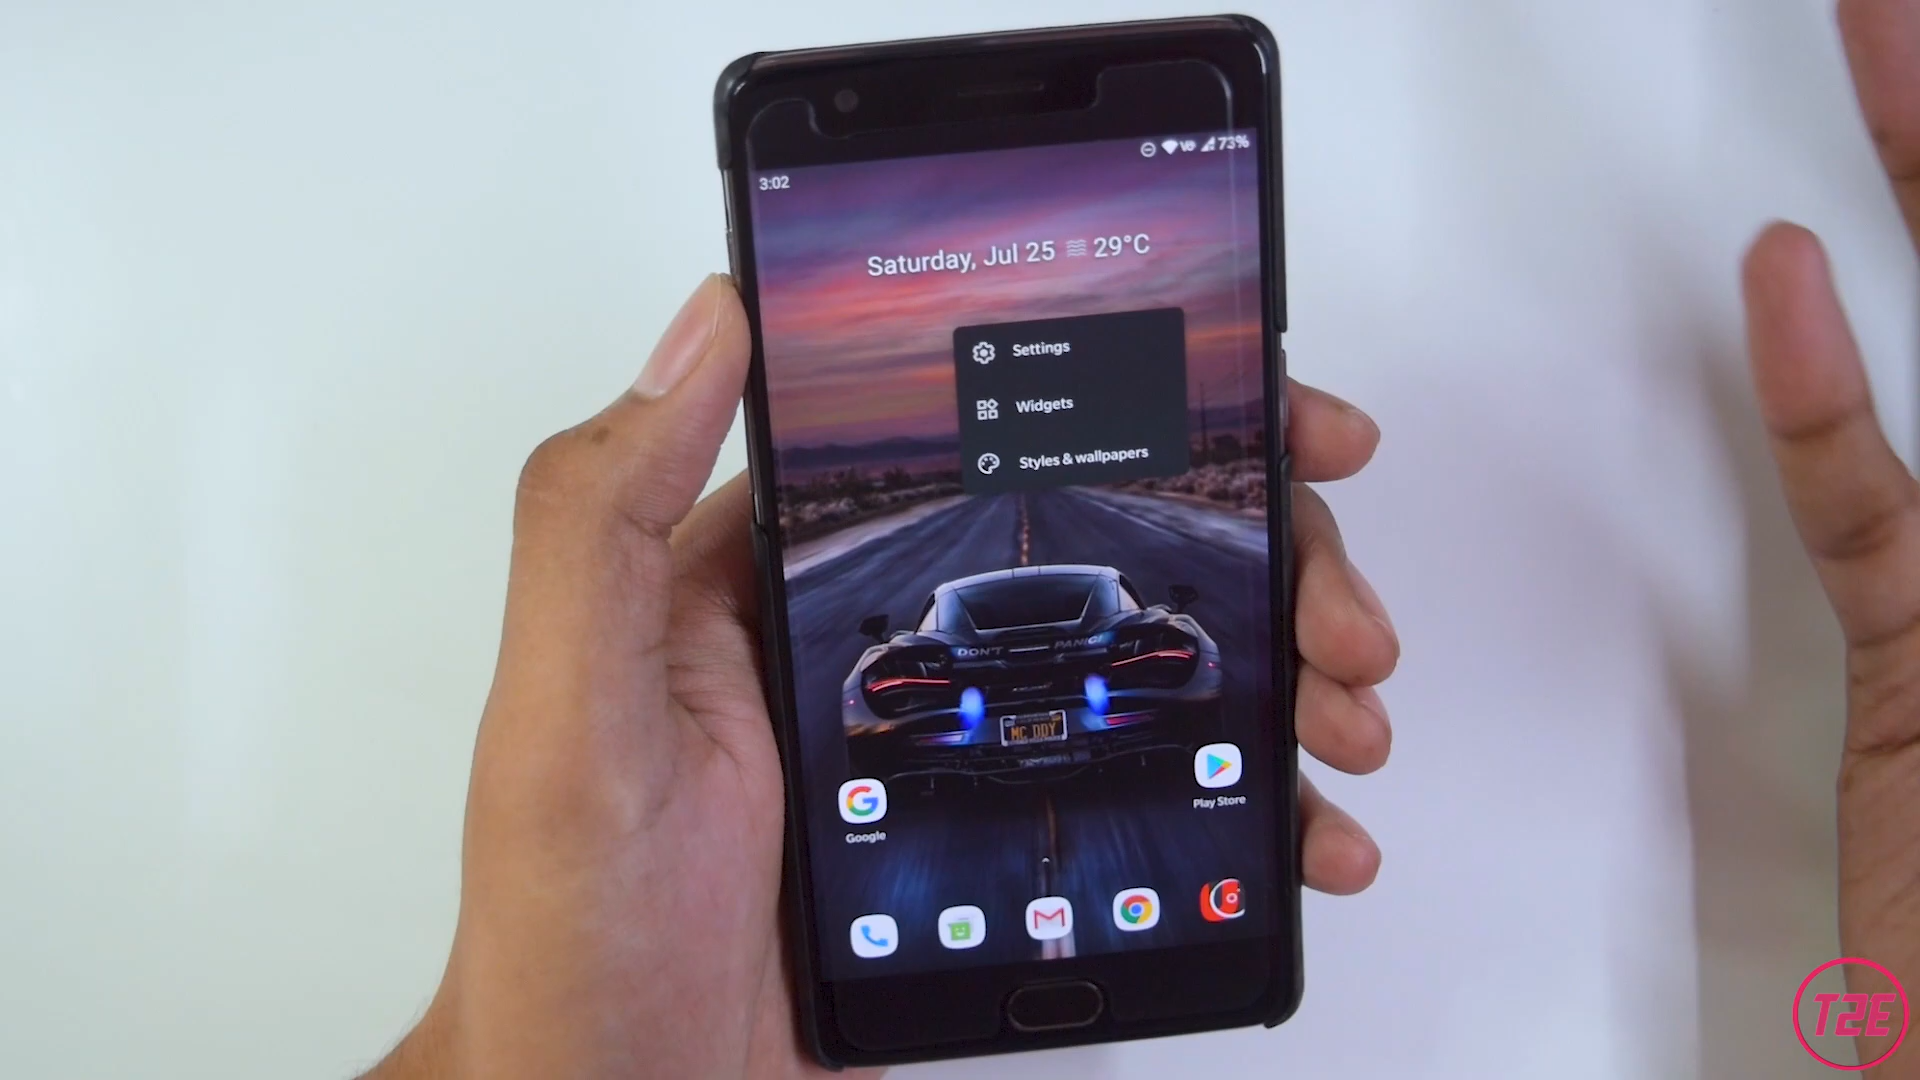 73%
3:02
Saturday, Jul 25 29°C
Settings
Widgets
Styles & wallpapers
DON'T PANIC!
MC DDY
Play Store
Google
T2E